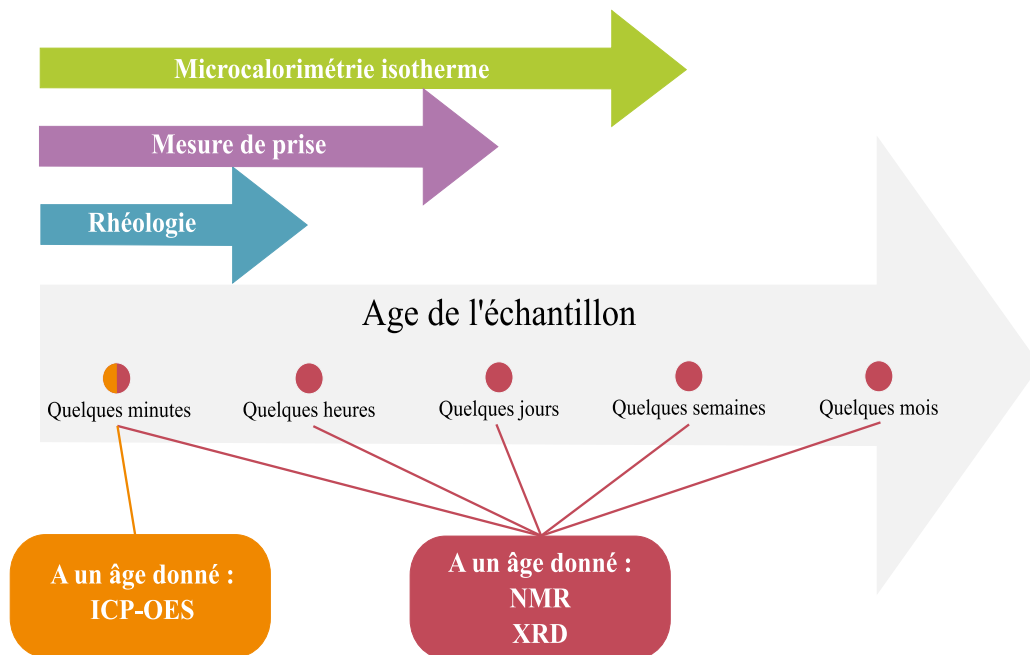 Microcalorimétrie isotherme
Mesure de prise
Rhéologie
Age de l'échantillon
Quelques minutes
Quelques heures
Quelques jours
Quelques semaines
Quelques mois
A un âge donné :
ICP-OES
A un âge donné :
NMR
XRD